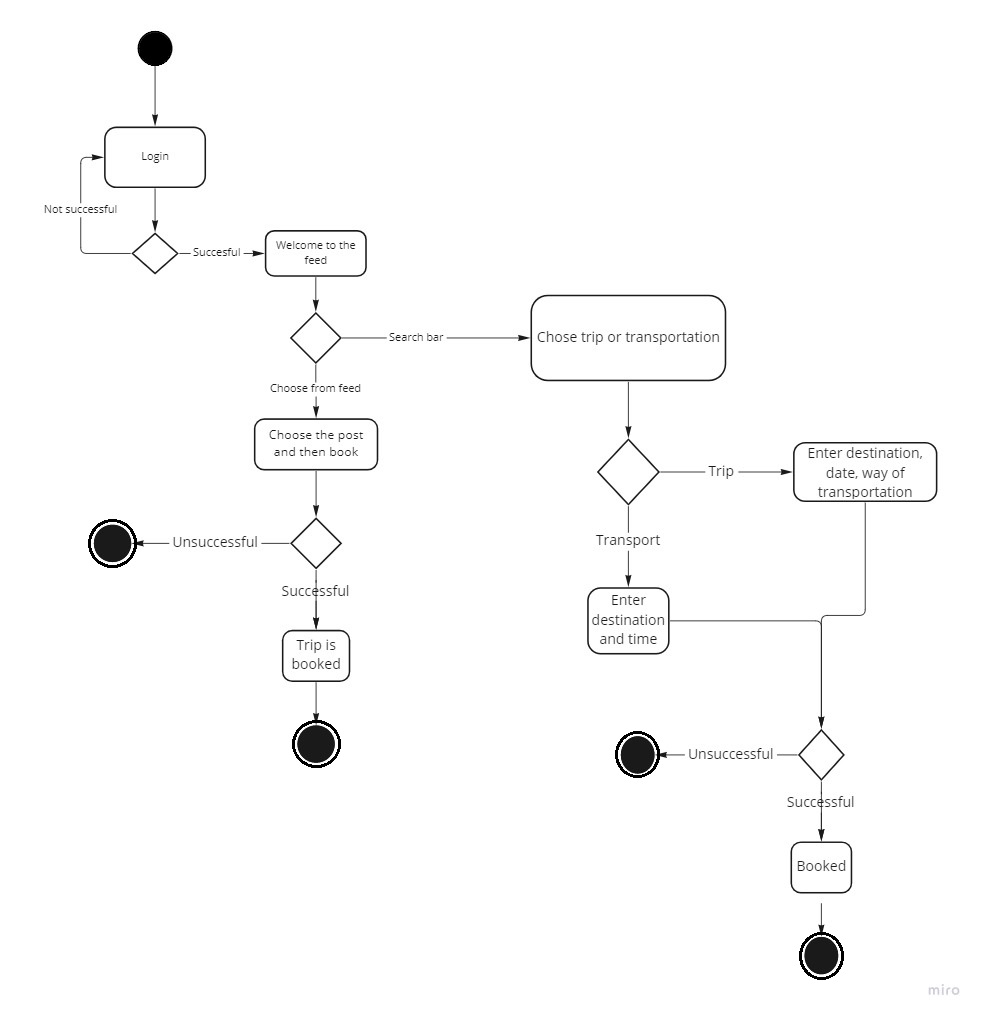 Login
Not successful
Succesful
Welcome to the
feed
Search bar
Chose trip or transportation
Choose from feed
Choose the post
and then book
Trip
Enter destination,
date, way of
transportation
Unsuccessful
Transport
Successful
Enter
destination
and time
Trip is
booked
Unsuccessful
Successful
Booked
miro